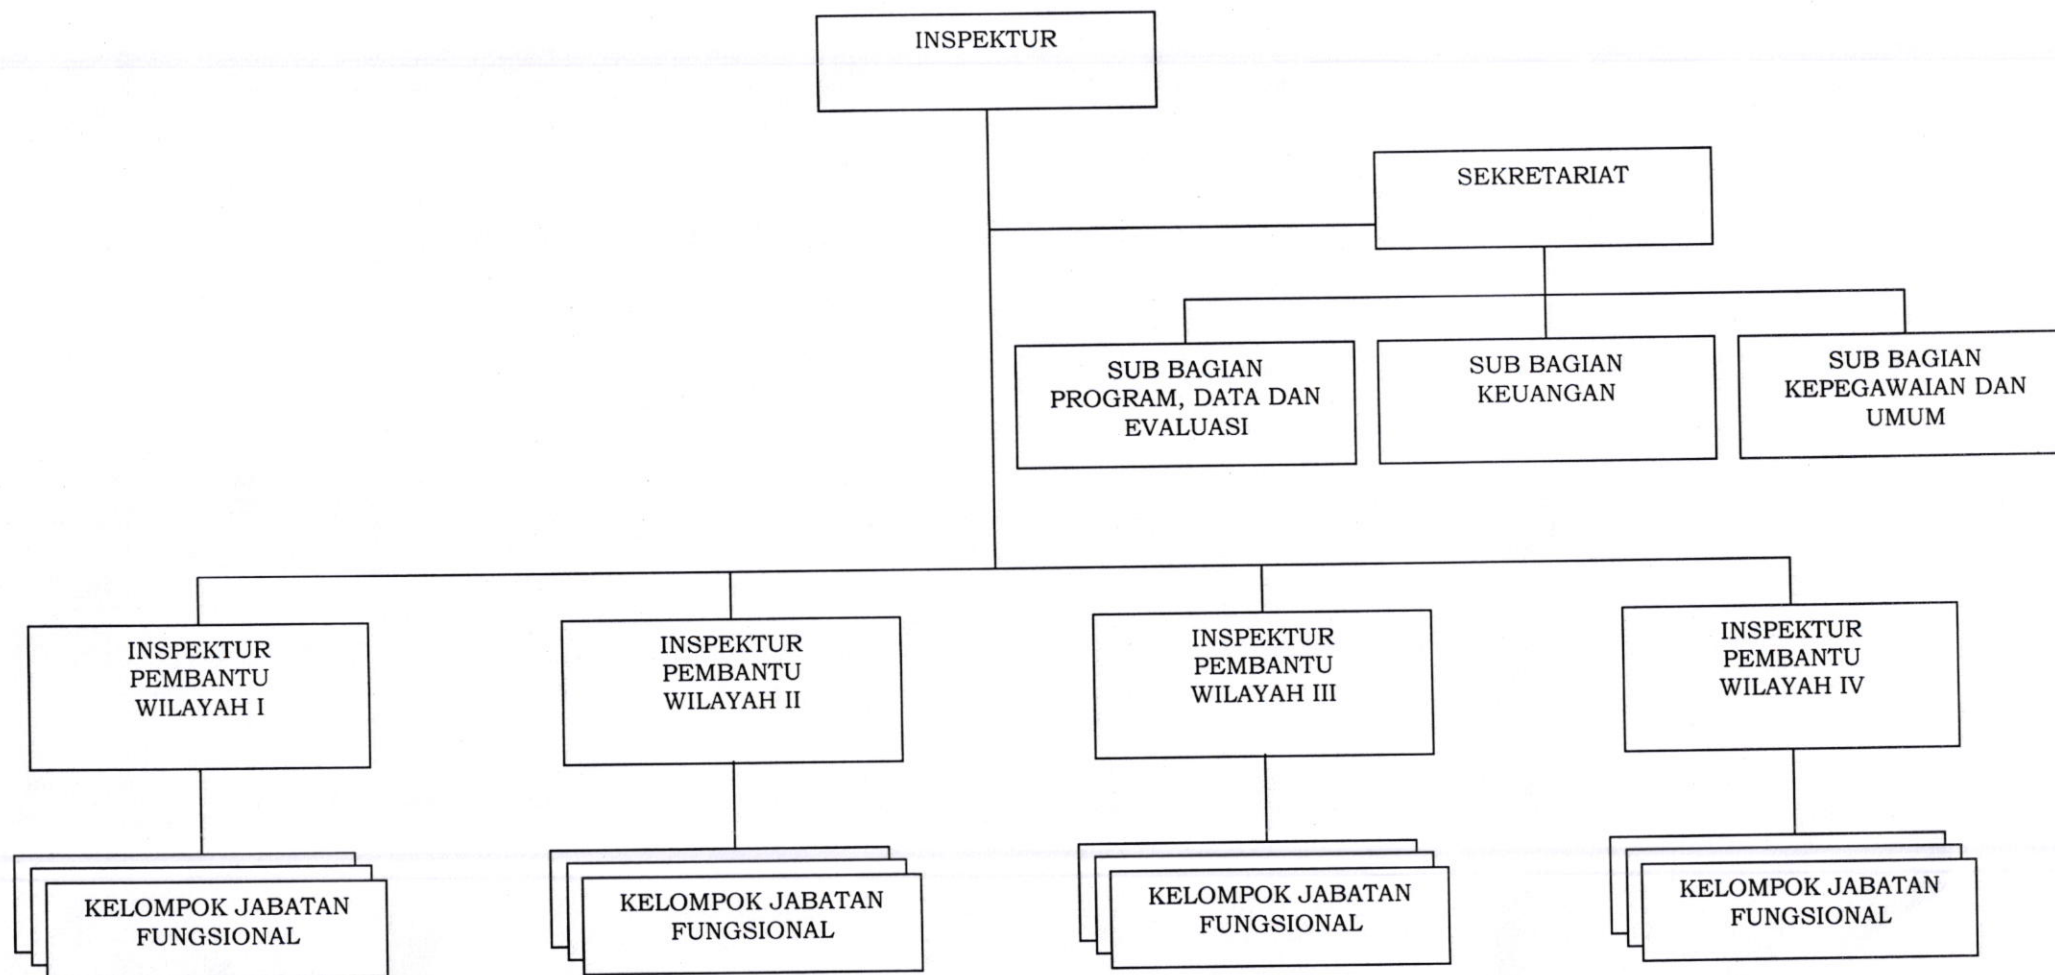 INSPEKTUR
SEKRETARIAT
SUB BAGIAN
PROGRAM, DATA DAN
EVALUASI
SUB BAGIAN
KEUANGAN
SUB BAGIAN
KEPEGAWAIAN DAN
UMUM
INSPEKTUR
PEMBANTU
WILAYAH I
INSPEKTUR
PEMBANTU
WILAYAH II
INSPEKTUR
PEMBANTU
WILAYAH III
INSPEKTUR
PEMBANTU
WILAYAH IV
KELOMPOK JABATAN
FUNGSIONAL
KELOMPOK JABATAN
FUNGSIONAL
KELOMPOK JABATAN
FUNGSIONAL
KELOMPOK JABATAN
FUNGSIONAL